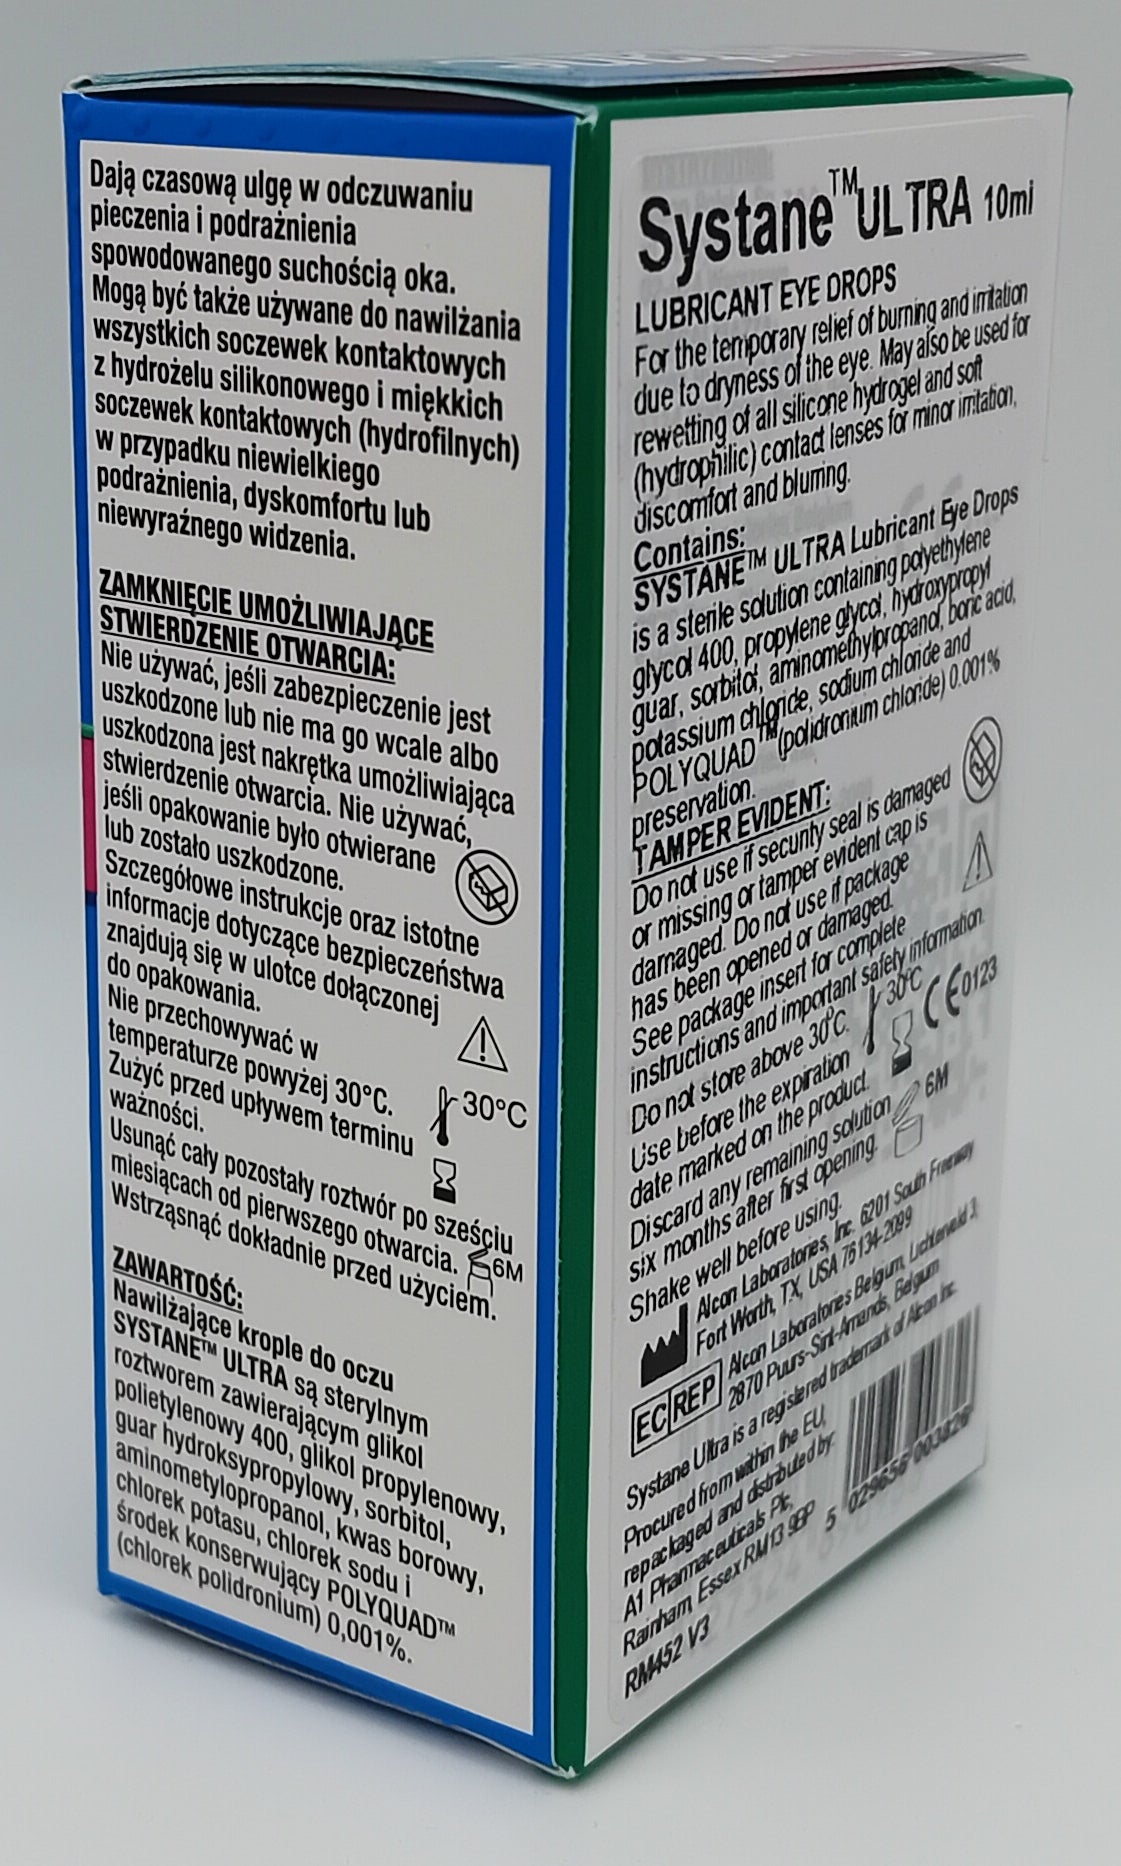 Dają czasową ulgę w odczuwaniu
pieczenia i podrażnienia
spowodowanego suchością oka.
Mogą być także używane do nawilżania
wszystkich soczewek kontaktowych
z hydrożelu silikonowego i miękkich
soczewek kontaktowych (hydrofilnych)
w przypadku niewielkiego
podrażnienia, dyskomfortu lub
niewyraźnego widzenia.
ZAMKNIĘCIE UMOŻLIWIAJĄCE
STWIERDZENIE OTWARCIA:
Nie używać, jeśli zabezpieczenie jest
uszkodzone lub nie ma go wcale albo
uszkodzona jest nakrętka umożliwiająca
stwierdzenie otwarcia. Nie używać,
jeśli opakowanie było otwierane
lub zostało uszkodzone.
Szczegółowe instrukcje oraz istotne
informacje dotyczące bezpieczeństwa
znajdują się w ulotce dołączonej
do opakowania.
Nie przechowywać w
temperaturze powyżej 30°C.
30°C
Zużyć przed upływem terminu
ważności.
Usunąć cały pozostały roztwór po sześciu
miesiącach od pierwszego otwarcia. 6M
Wstrząsnąć dokładnie przed użyciem.
ZAWARTOŚĆ:
Nawilżające krople do oczu
SYSTANE™ ULTRA są sterylnym
roztworem zawierającym glikol
polietylenowy 400, glikol propylenowy,
guar hydroksypropylowy, sorbitol,
aminometylopropanol, kwas borowy,
chlorek potasu, chlorek sodu i
środek konserwujący POLYQUAD™
(chlorek polidronium) 0,001%.
Systane™ ULTRA 10ml
LUBRICANT EYE DROPS
For the temporary relief of burning and irritation
due to dryness of the eye. May also be used for
rewetting of all silicone hydrogel and soft
(hydrophilic) contact lenses for minor irritation,
discomfort and blurring.
Contains:
SYSTANE™ ULTRA Lubricant Eye Drops
is a sterile solution containing polyethylene
glycol 400, propylene glycol, hydroxypropyl
guar, sorbitol, aminomethylpropanol, boric acid,
potassium chloride, sodium chloride and
POLYQUAD™ (polidronium chloride) 0.001%
preservation.
TAMPER EVIDENT:
Do not use if security seal is damaged
or missing or tamper evident cap is
damaged. Do not use if package
has been opened or damaged.
See package insert for complete
instructions and important safety information.
Do not store above 30°C. 30°C
CE0123
Use before the expiration
date marked on the product.
Discard any remaining solution 6M
six months after first opening.
Shake well before using.
Alcon Laboratories, Inc. 6201 South Freeway
Fort Worth, TX, USA 76134-2099
EC REP
Alcon Laboratories Belgium, Lichterveld 3,
2870 Puurs-Sint-Amands, Belgium
Systane Ultra is a registered trademark of Alcon Inc.
Procured from within the EU,
repackaged and distributed by:
A1 Pharmaceuticals Plc,
Rainham, Essex RM13 9BP
RM452 V3
5 029656 003826